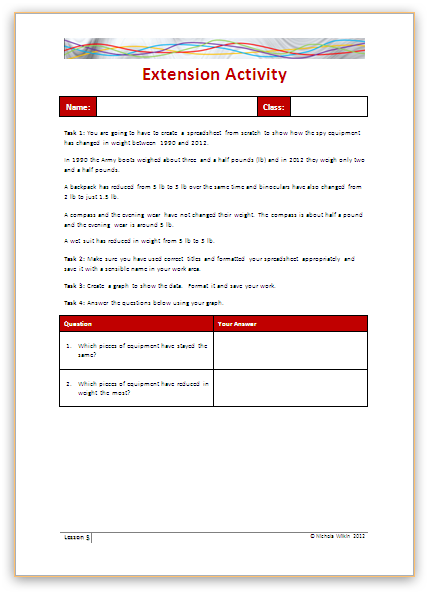 Extension Activity
Name:
Class:
Task 1: You are going to have to create a spreadsheet from scratch to show how the spy equipment
has changed in weight between 1990 and 2012.
In 1990 the Army boots weighed about three and a half pounds (lb) and in 2012 they weigh only two
and a half pounds.
A backpack has reduced from 5 lb to 3 lb over the same time and binoculars have also changed from
2 lb to just 1.5 lb.
A compass and the evening wear have not changed their weight. The compass is about half a pound
and the evening wear is around 5 lb.
A wet suit has reduced in weight from 5 lb to 3 lb.
Task 2: Make sure you have used correct titles and formatted your spreadsheet appropriately and
save it with a sensible name in your work area.
Task 3: Create a graph to show the data. Format it and save your work.
Task 4: Answer the questions below using your graph.
Question
Your Answer
1. Which pieces of equipment have stayed the
same?
2. Which pieces of equipment have reduced in
weight the most?
Lesson 5
© Nichola Wilkin 2012